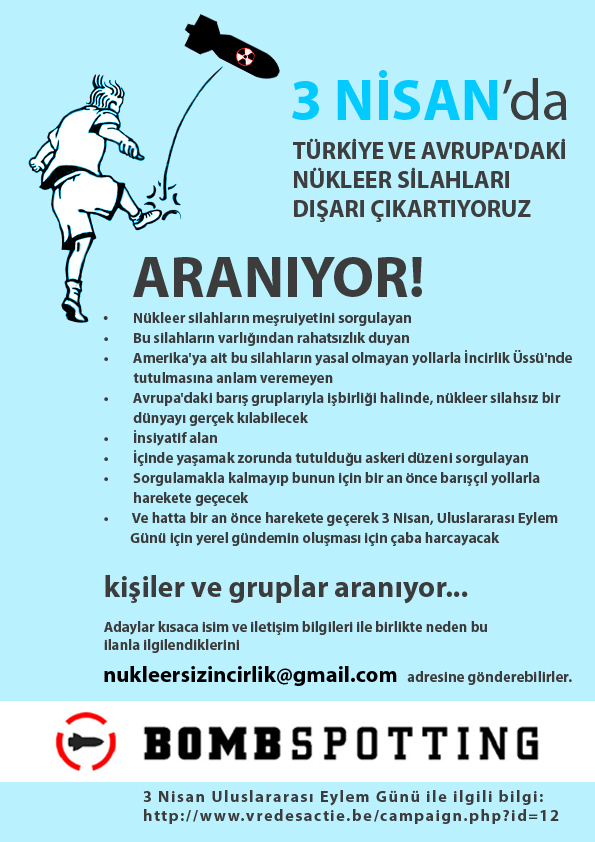 3 NİSAN'da
TÜRKİYE VE AVRUPA'DAKİ
NÜKLEER SİLAHLARI
DIŞARI ÇIKARTIYORUZ
ARANIYOR!
• Nükleer silahların meşruiyetini sorgulayan
• Bu silahların varlığından rahatsızlık duyan
• Amerika'ya ait bu silahların yasal olmayan yollarla İncirlik Üssü'nde
tutulmasına anlam veremeyen
• Avrupa'daki barış gruplarıyla işbirliği halinde, nükleer silahsız bir
dünyayı gerçek kılabilecek
• İnsiyatif alan
• İçinde yaşamak zorunda tutulduğu askeri düzeni sorgulayan
• Sorgulamakla kalmayıp bunun için bir an önce barışçıl yollarla
harekete geçecek
• Ve hatta bir an önce harekete geçerek 3 Nisan, Uluslararası Eylem
Günü için yerel gündemin oluşması için çaba harcayacak
kişiler ve gruplar aranıyor...
Adaylar kısaca isim ve iletişim bilgileri ile birlikte neden bu
ilanla ilgilendiklerini
nukleersizincirlik@gmail.com adresine gönderebilirler.
BOMBSPOTTING
3 Nisan Uluslararası Eylem Günü ile ilgili bilgi:
http://www.vredesactie.be/campaign.php?id=12